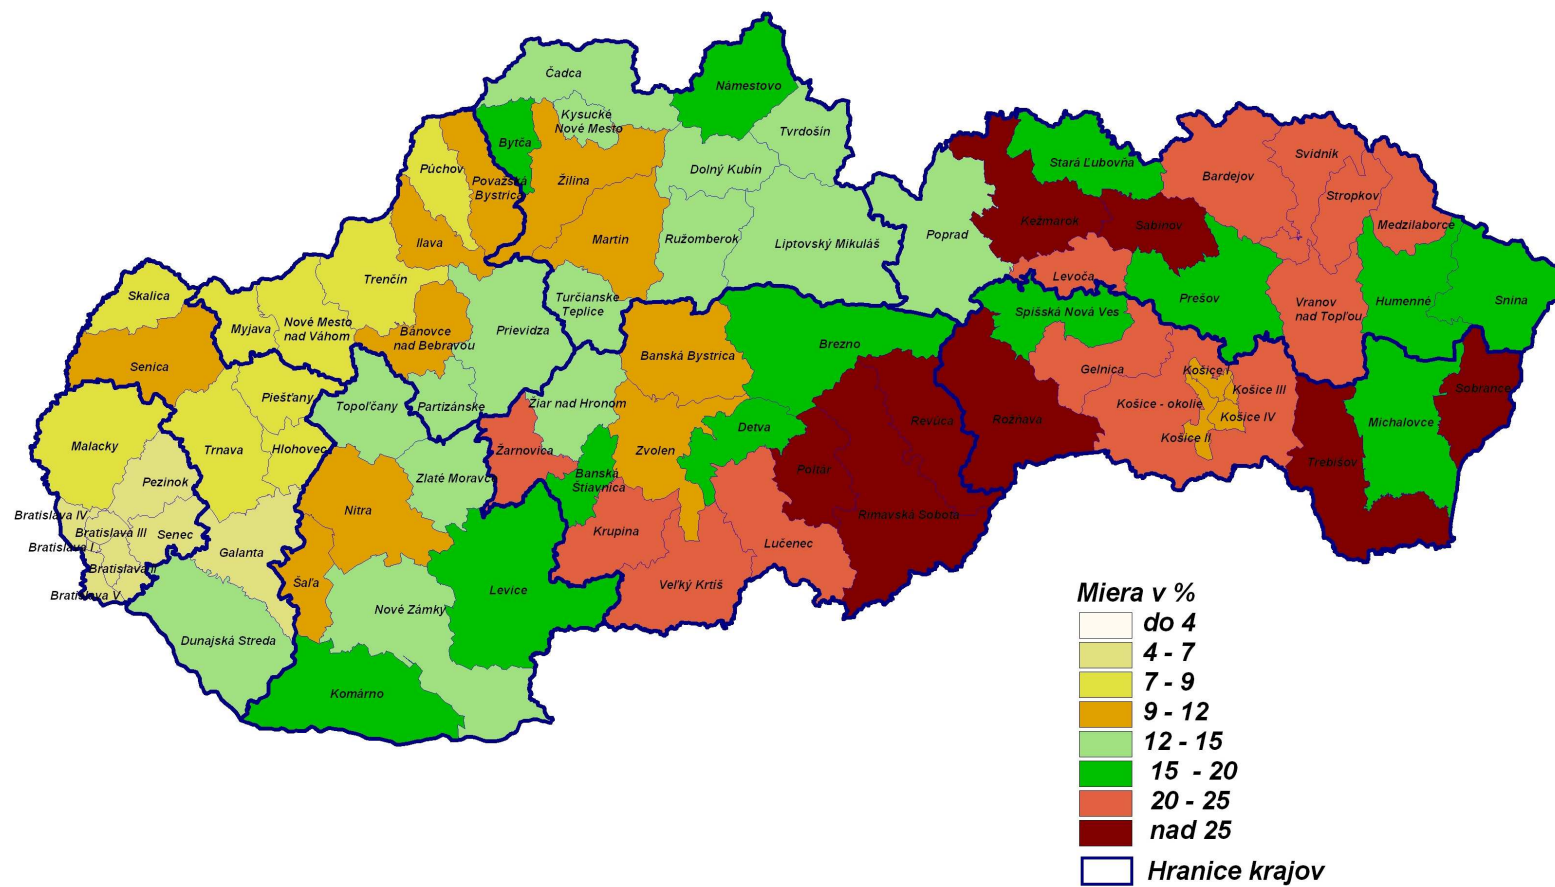 Čadca
Námestovo
Kysucké
Nové Mesto
Bytča
Tvrdošín
Púchov
Považská
Bystrica
Žilina
Dolný Kubín
Stará Ľubovňa
Svidník
Bardejov
Stropkov
Medzilaborce
Ilava
Martin
Ružomberok
Liptovský Mikuláš
Poprad
Kežmarok
Sabinov
Trenčín
Levoča
Prešov
Skalica
Turčianske
Teplice
Vranov
nad Topľou
Humenné
Snina
Myjava
Nové Mesto
nad Váhom
Bánovce
nad Bebravou
Prievidza
Spišská Nová Ves
Brezno
Senica
Banská Bystrica
Gelnica
Košice I
Košice III
Sobrance
Piešťany
Topoľčany
Partizánske
Žiar nad Hronom
Košice - okolie
Košice IV
Malacky
Trnava
Hlohovec
Žarnovica
Zvolen
Detva
Revúca
Rožňava
Košice II
Michalovce
Pezinok
Zlaté Moravce
Banská
Štiavnica
Poltár
Trebišov
Bratislava IV
Bratislava III
Senec
Nitra
Krupina
Rimavská Sobota
Bratislava I
Galanta
Lučenec
Bratislava II
Šaľa
Levice
Veľký Krtíš
Bratislava V
Nové Zámky
Dunajská Streda
Komárno
Miera v %
do 4
4 - 7
7 - 9
9 - 12
12 - 15
15 - 20
20 - 25
nad 25
Hranice krajov